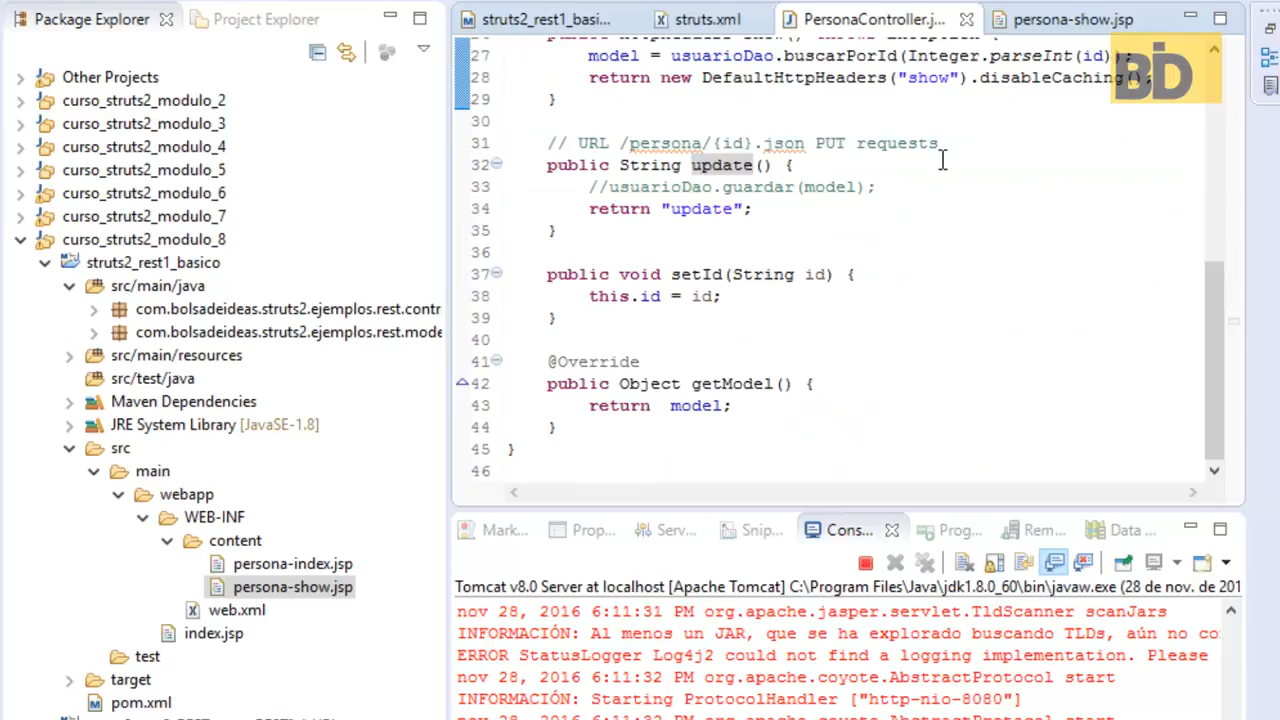 Package Explorer
Project Explorer
Other Projects
curso_struts2_modulo_2
curso_struts2_modulo_3
curso_struts2_modulo_4
curso_struts2_modulo_5
curso_struts2_modulo_6
curso_struts2_modulo_7
curso_struts2_modulo_8
struts2_rest1_basico
src/main/java
com.bolsadeideas.struts2.ejemplos.rest.contr
com.bolsadeideas.struts2.ejemplos.rest.mode
src/main/resources
src/test/java
Maven Dependencies
JRE System Library [JavaSE-1.8]
src
main
webapp
WEB-INF
content
persona-index.jsp
persona-show.jsp
web.xml
index.jsp
test
target
pom.xml
struts2_rest1_basi...
struts.xml
PersonaController.j...
persona-show.jsp
27 model = usuarioDao.buscarPorId(Integer.parseInt(id));
28 return new DefaultHttpHeaders("show").disableCaching();
29 }
30
31 // URL /persona/{id}.json PUT requests
32 public String update() {
33 //usuarioDao.guardar(model);
34 return "update";
35 }
36
37 public void setId(String id) {
38 this.id = id;
39 }
40
41 @Override
42 public Object getModel() {
43 return model;
44 }
45 }
46
BD
Mark...
Prop...
Serv...
Snip...
Cons...
Prog...
Rem...
Data ...
Tomcat v8.0 Server at localhost [Apache Tomcat] C:\Program Files\Java\jdk1.8.0_60\bin\javaw.exe (28 de nov. de 201
nov 28, 2016 6:11:31 PM org.apache.jasper.servlet.TldScanner scanJars
INFORMACIÓN: Al menos un JAR, que se ha explorado buscando TLDs, aún no co
ERROR StatusLogger Log4j2 could not find a logging implementation. Please
nov 28, 2016 6:11:32 PM org.apache.coyote.AbstractProtocol start
INFORMACIÓN: Starting ProtocolHandler ["http-nio-8080"]